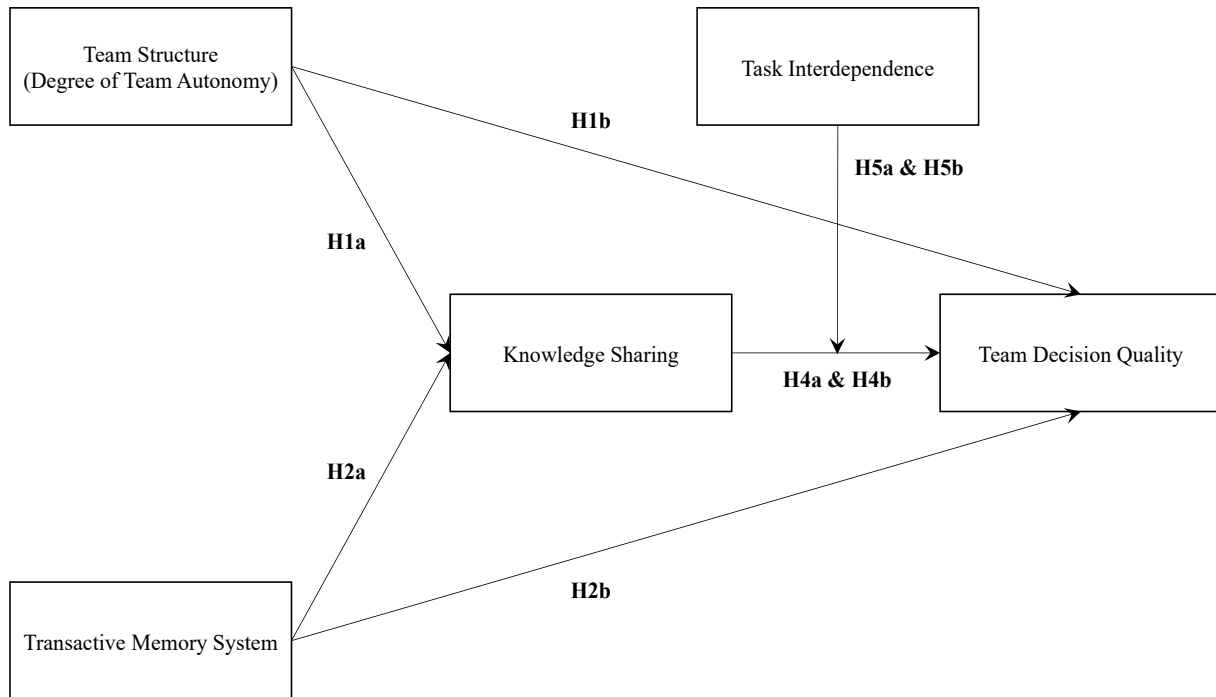 Team Structure
(Degree of Team Autonomy)
Task Interdependence
H1b
H5a & H5b
H1a
Knowledge Sharing
Team Decision Quality
H4a & H4b
H2a
H2b
Transactive Memory System